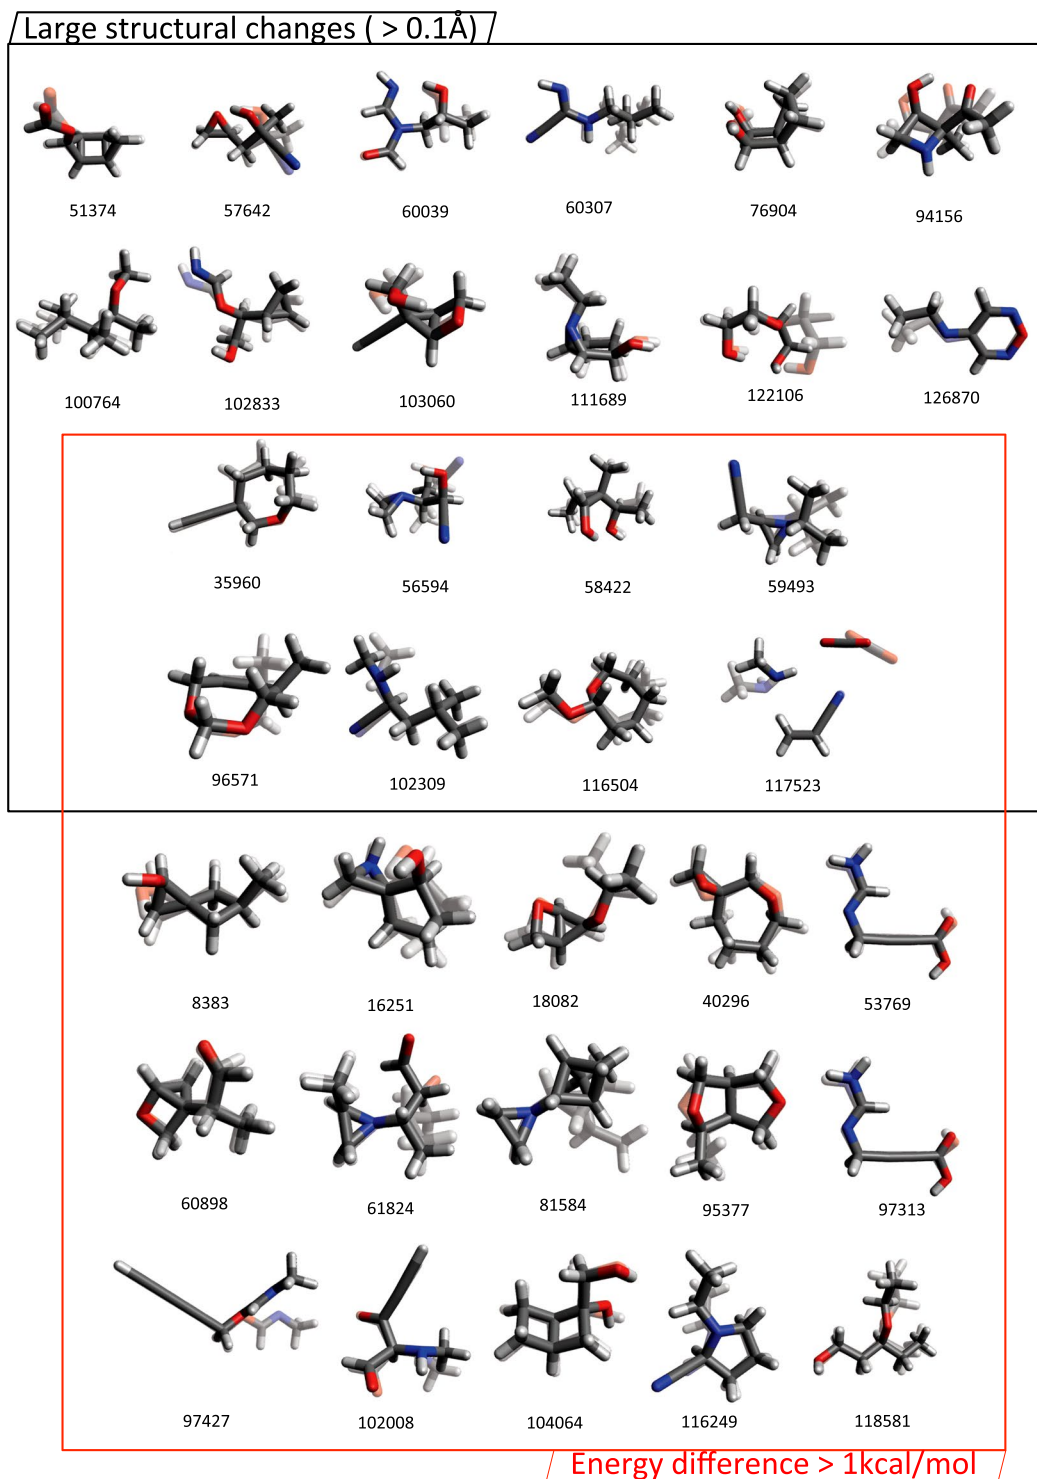 Large structural changes ( > 0.1Å)
51374 57642 60039 60307 76904 94156
100764 102833 103060 111689 122106 126870
35960 56594 58422 59493
96571 102309 116504 117523
8383 16251 18082 40296 53769
60898 61824 81584 95377 97313
97427 102008 104064 116249 118581
Energy difference > 1kcal/mol